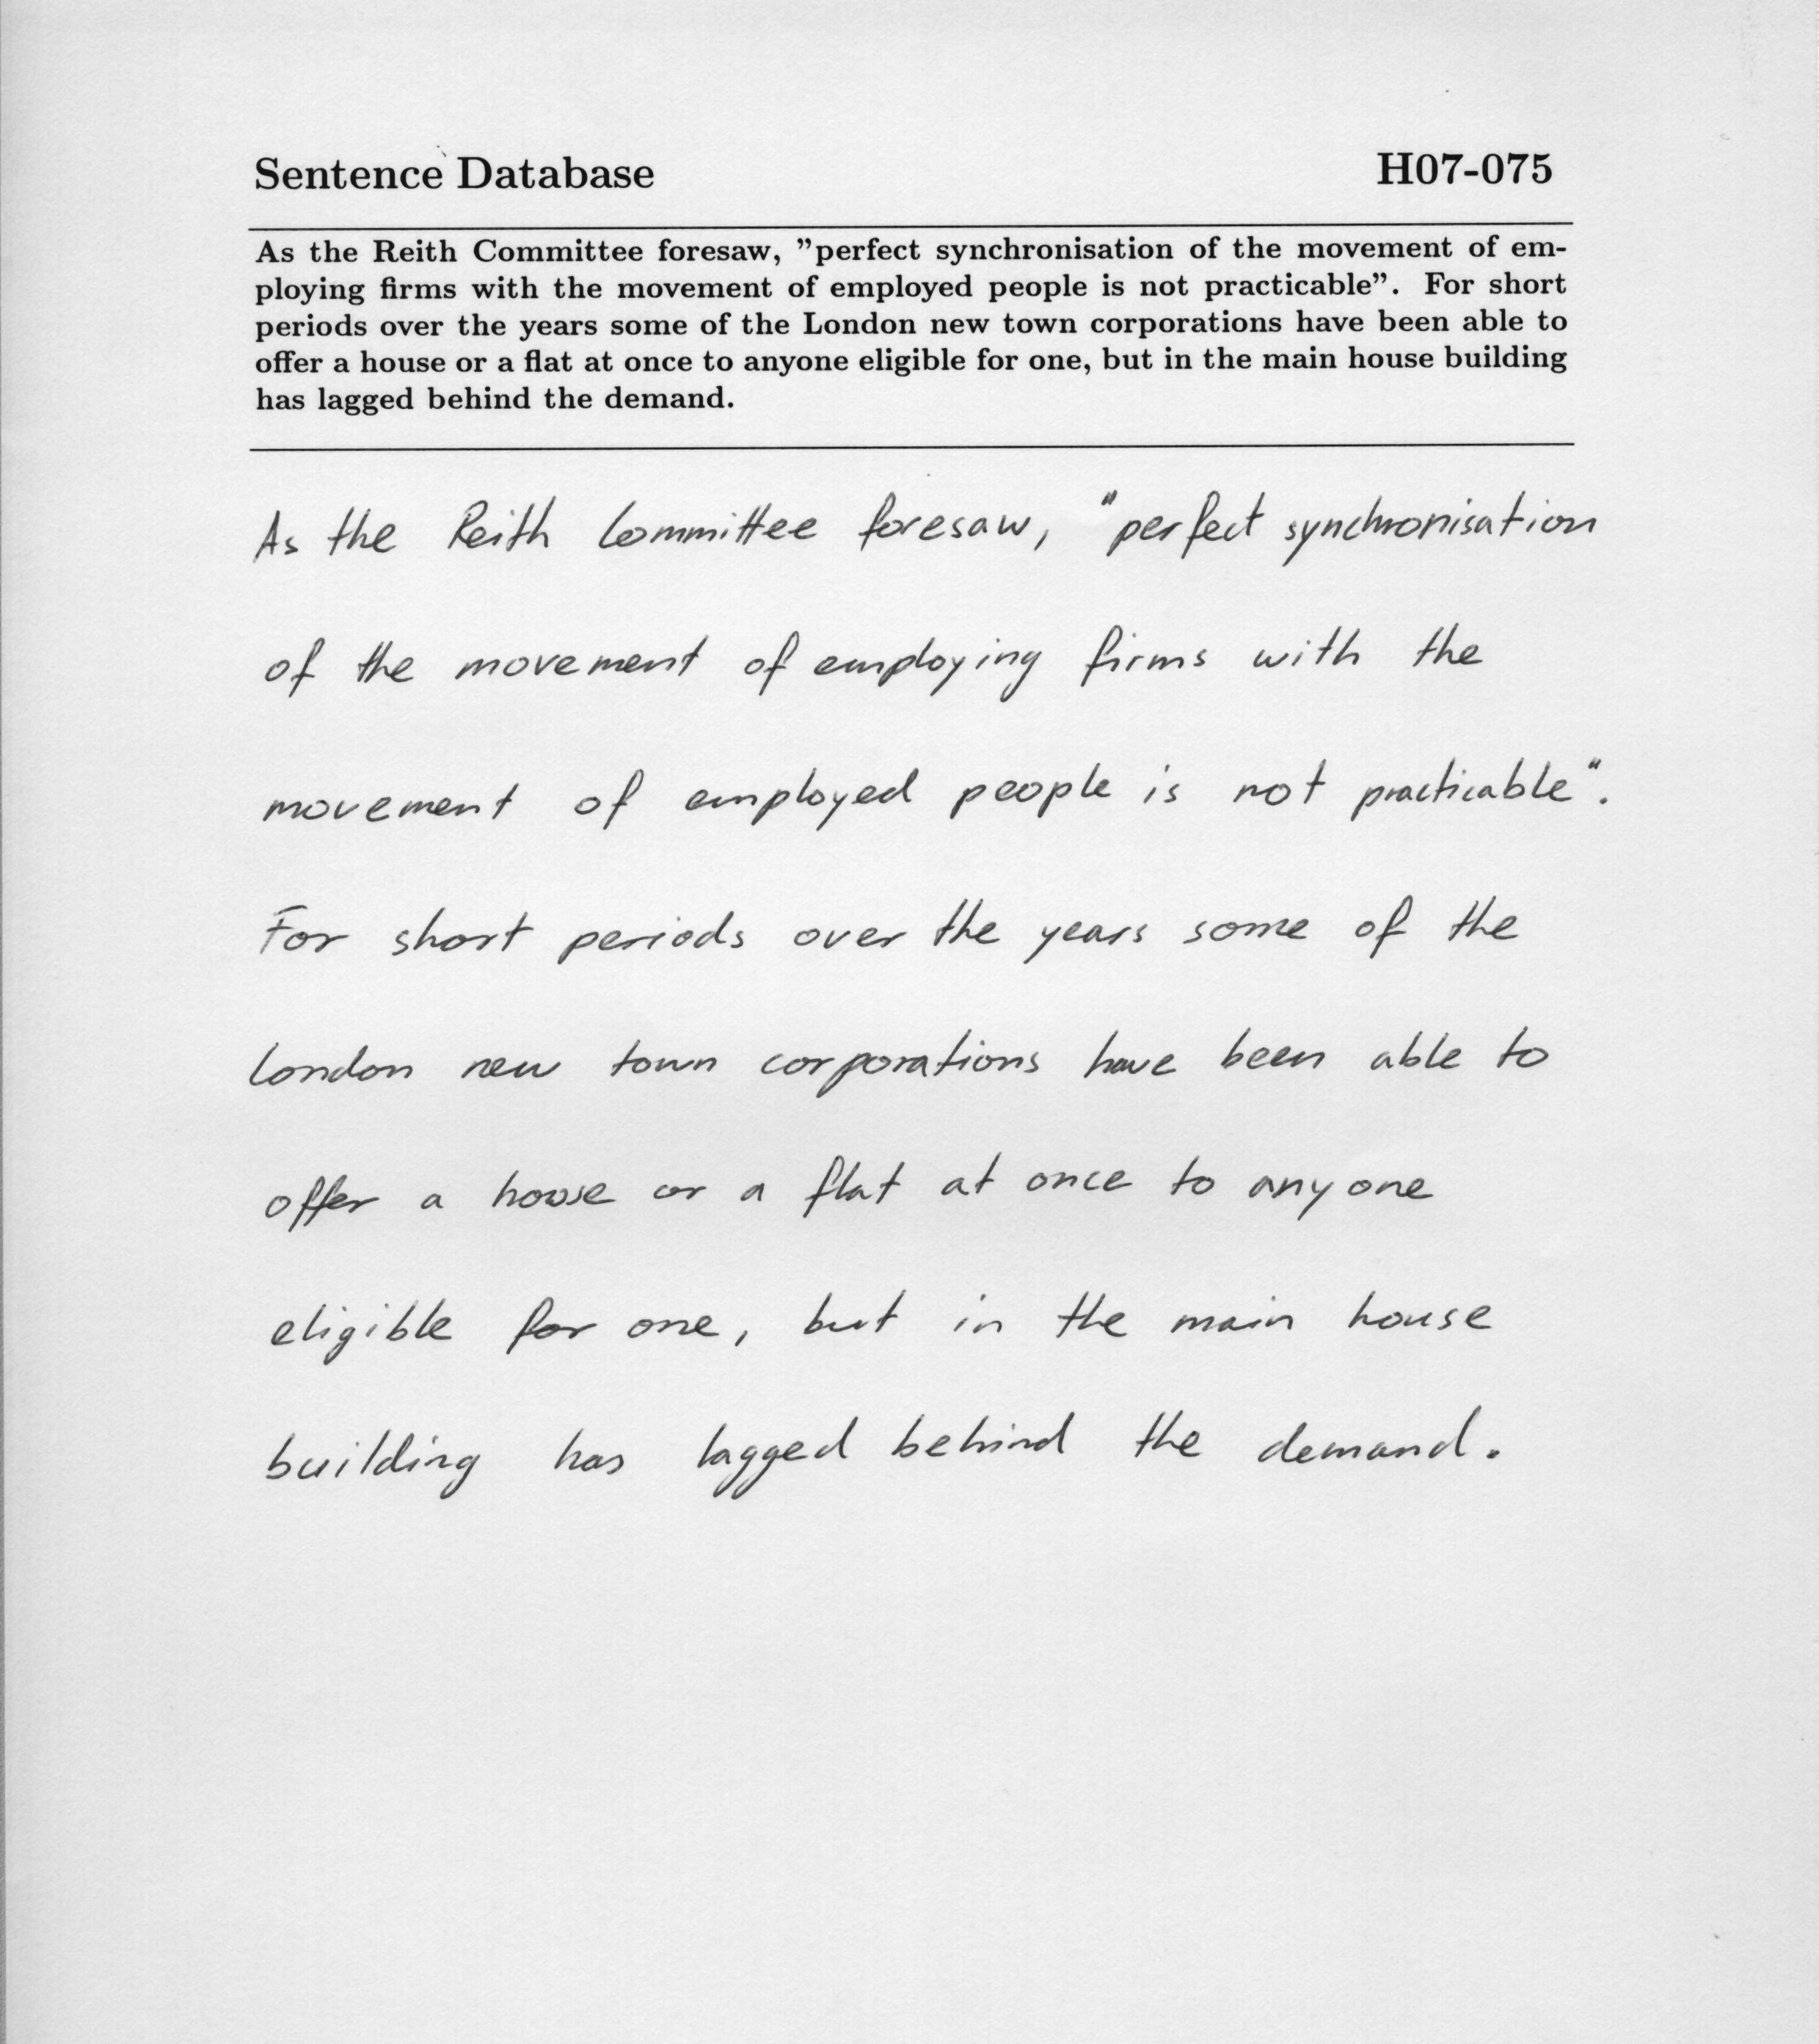 Sentence Database
H07-075
As the Reith Committee foresaw, ”perfect synchronisation of the movement of em-
ploying firms with the movement of employed people is not practicable”. For short
periods over the years some of the London new town corporations have been able to
offer a house or a flat at once to anyone eligible for one, but in the main house building
has lagged behind the demand.
As the Reith Committee foresaw, "perfect synchronisation
of the movement of employing firms with the
movement of employed people is not practicable".
For short periods over the years some of the
London new town corporations have been able to
offer a house or a flat at once to anyone
eligible for one, but in the main house
building has lagged behind the demand.